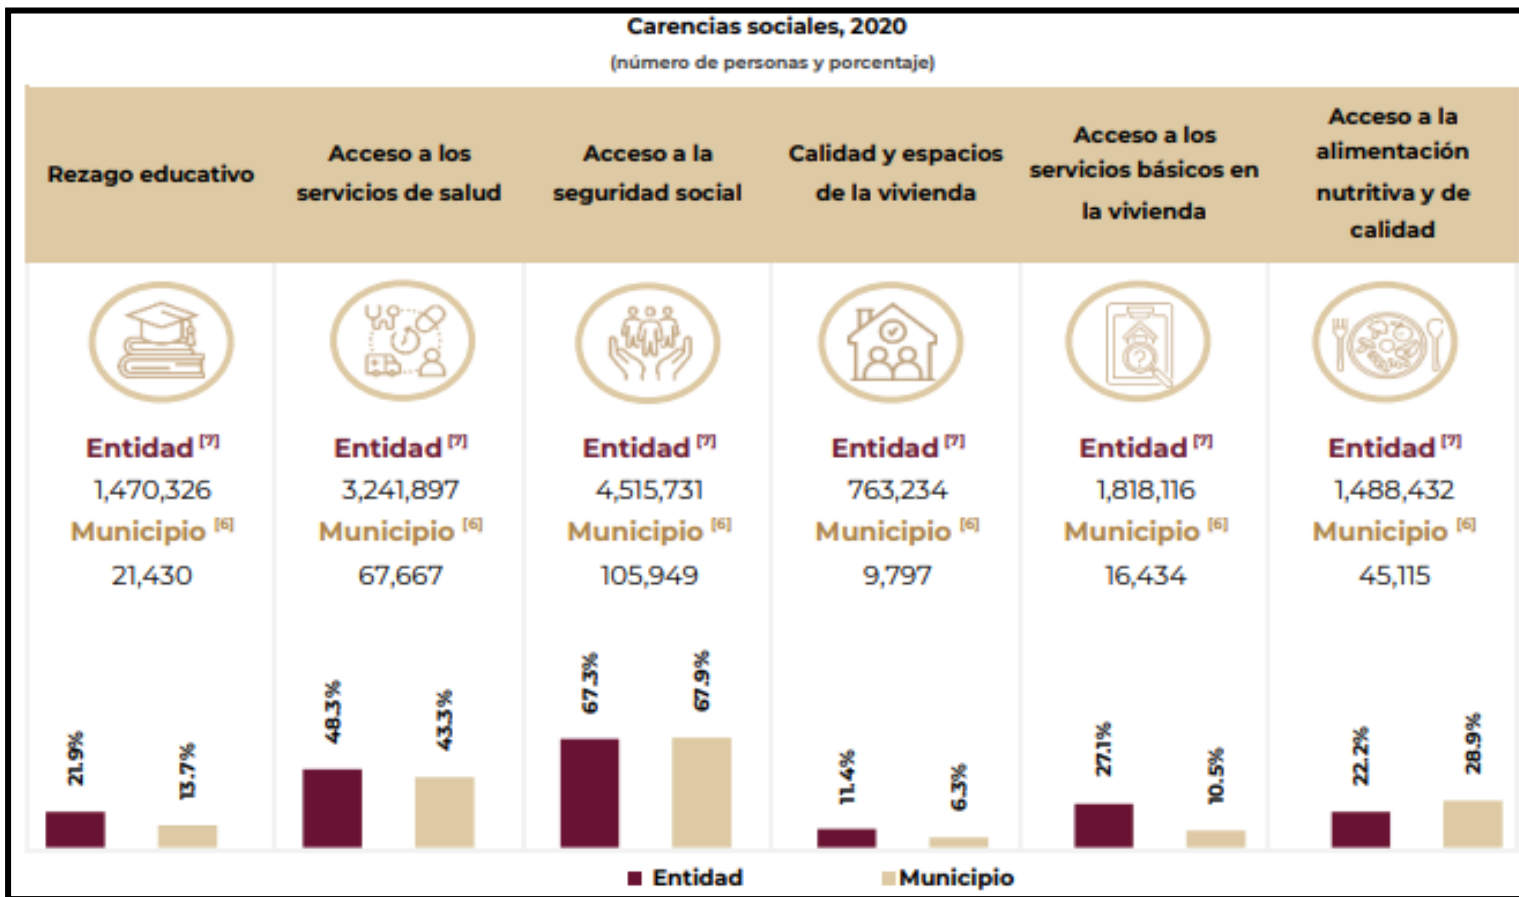 Carencias sociales, 2020
(número de personas y porcentaje)
Rezago educativo
Acceso a los
servicios de salud
Acceso a la
seguridad social
Calidad y espacios
de la vivienda
Acceso a los
servicios básicos en
la vivienda
Acceso a la
alimentación
nutritiva y de
calidad
Entidad [7]
1,470,326
Municipio [6]
21,430
21.9%
13.7%
Entidad [7]
3,241,897
Municipio [6]
67,667
48.3%
43.3%
Entidad [7]
4,515,731
Municipio [6]
105,949
67.3%
67.9%
Entidad [7]
763,234
Municipio [6]
9,797
11.4%
6.3%
Entidad [7]
1,818,116
Municipio [6]
16,434
27.1%
10.5%
Entidad [7]
1,488,432
Municipio [6]
45,115
22.2%
28.9%
Entidad
Municipio